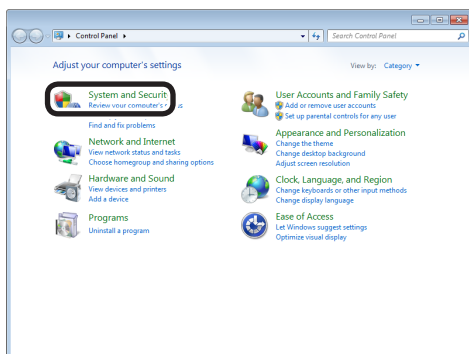 Control Panel
Search Control Panel
Adjust your computer's settings
View by: Category
System and Security
Review your computer's
Find and fix problems
Network and Internet
View network status and tasks
Choose homegroup and sharing options
Hardware and Sound
View devices and printers
Add a device
Programs
Uninstall a program
User Accounts and Family Safety
Add or remove user accounts
Set up parental controls for any user
Appearance and Personalization
Change the theme
Change desktop background
Adjust screen resolution
Clock, Language, and Region
Change keyboards or other input methods
Change display language
Ease of Access
Let Windows suggest settings
Optimize visual display